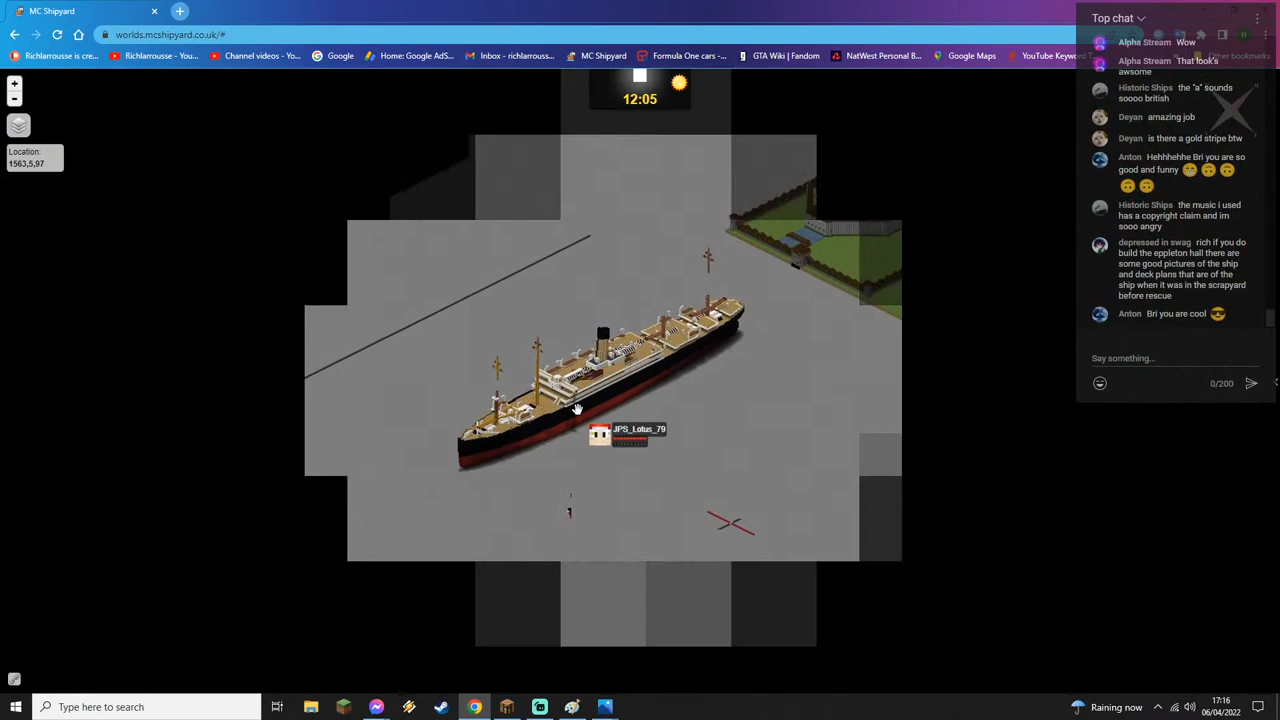 MC Shipyard
worlds.mcshipyard.co.uk/#
Richlarrousse is cre...
Richlarrousse - You...
Channel videos - Yo...
Google
Home: Google AdS...
Inbox - richlarrous...
MC Shipyard
Formula One cars -...
GTA Wiki | Fandom
NatWest Personal B...
Google Maps
YouTube Keyword
Other bookmarks
+
-
Location:
1563,5,97
12:05
JPS_Lotus_79
Top chat
Alpha Stream Wow
Alpha Stream That look's
awsome
Historic Ships the "a" sounds
soooo british
Deyan amazing job
Deyan is there a gold stripe btw
Anton Hehhhehhe Bri you are so
good and funny 😁 🙃 🙃
🙃 🙃
Historic Ships the music i used
has a copyright claim and im
sooo angry
depressed in swag rich if you do
build the eppleton hall there are
some good pictures of the ship
and deck plans that are of the
ship when it was in the scrapyard
before rescue
Anton Bri you are cool 😎
Say something...
0/200
Type here to search
Raining now
17:16
06/04/2022